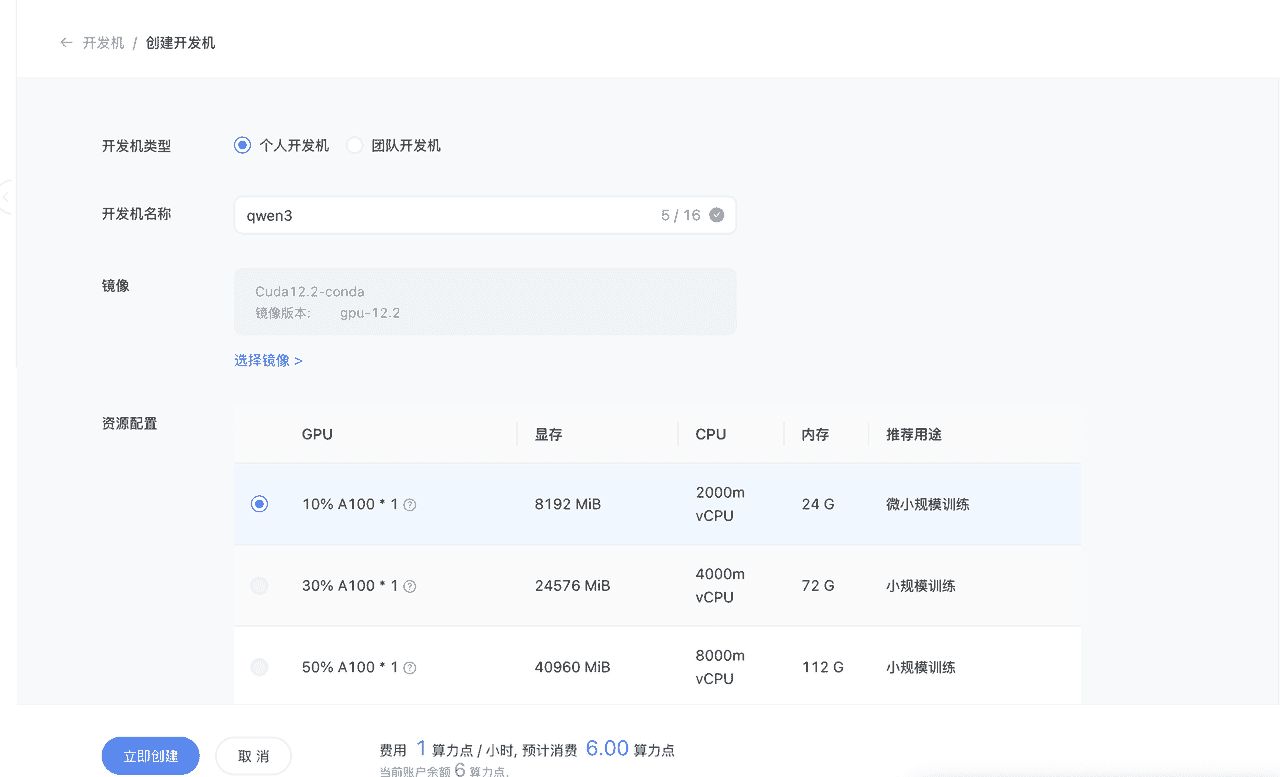 ← 开发机 / 创建开发机
开发机类型 个人开发机 团队开发机
开发机名称 qwen3 5 / 16
镜像 Cuda12.2-conda
镜像版本: gpu-12.2
选择镜像 >
资源配置 GPU 显存 CPU 内存 推荐用途
10% A100 * 1 8192 MiB 2000m vCPU 24 G 微小规模训练
30% A100 * 1 24576 MiB 4000m vCPU 72 G 小规模训练
50% A100 * 1 40960 MiB 8000m vCPU 112 G 小规模训练
立即创建 取 消 费用 1 算力点 / 小时, 预计消费 6.00 算力点
当前账户余额 6 算力点,